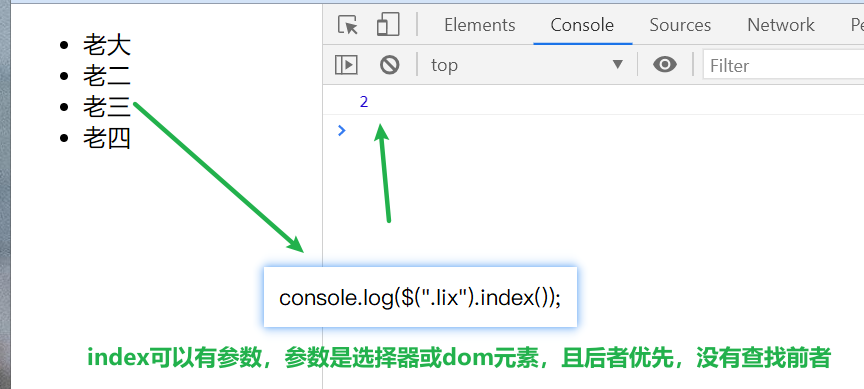 老大
老二
老三
老四
Elements Console Sources Network
top Filter
2
console.log($(".lix").index());
index可以有参数，参数是选择器或dom元素，且后者优先，没有查找前者